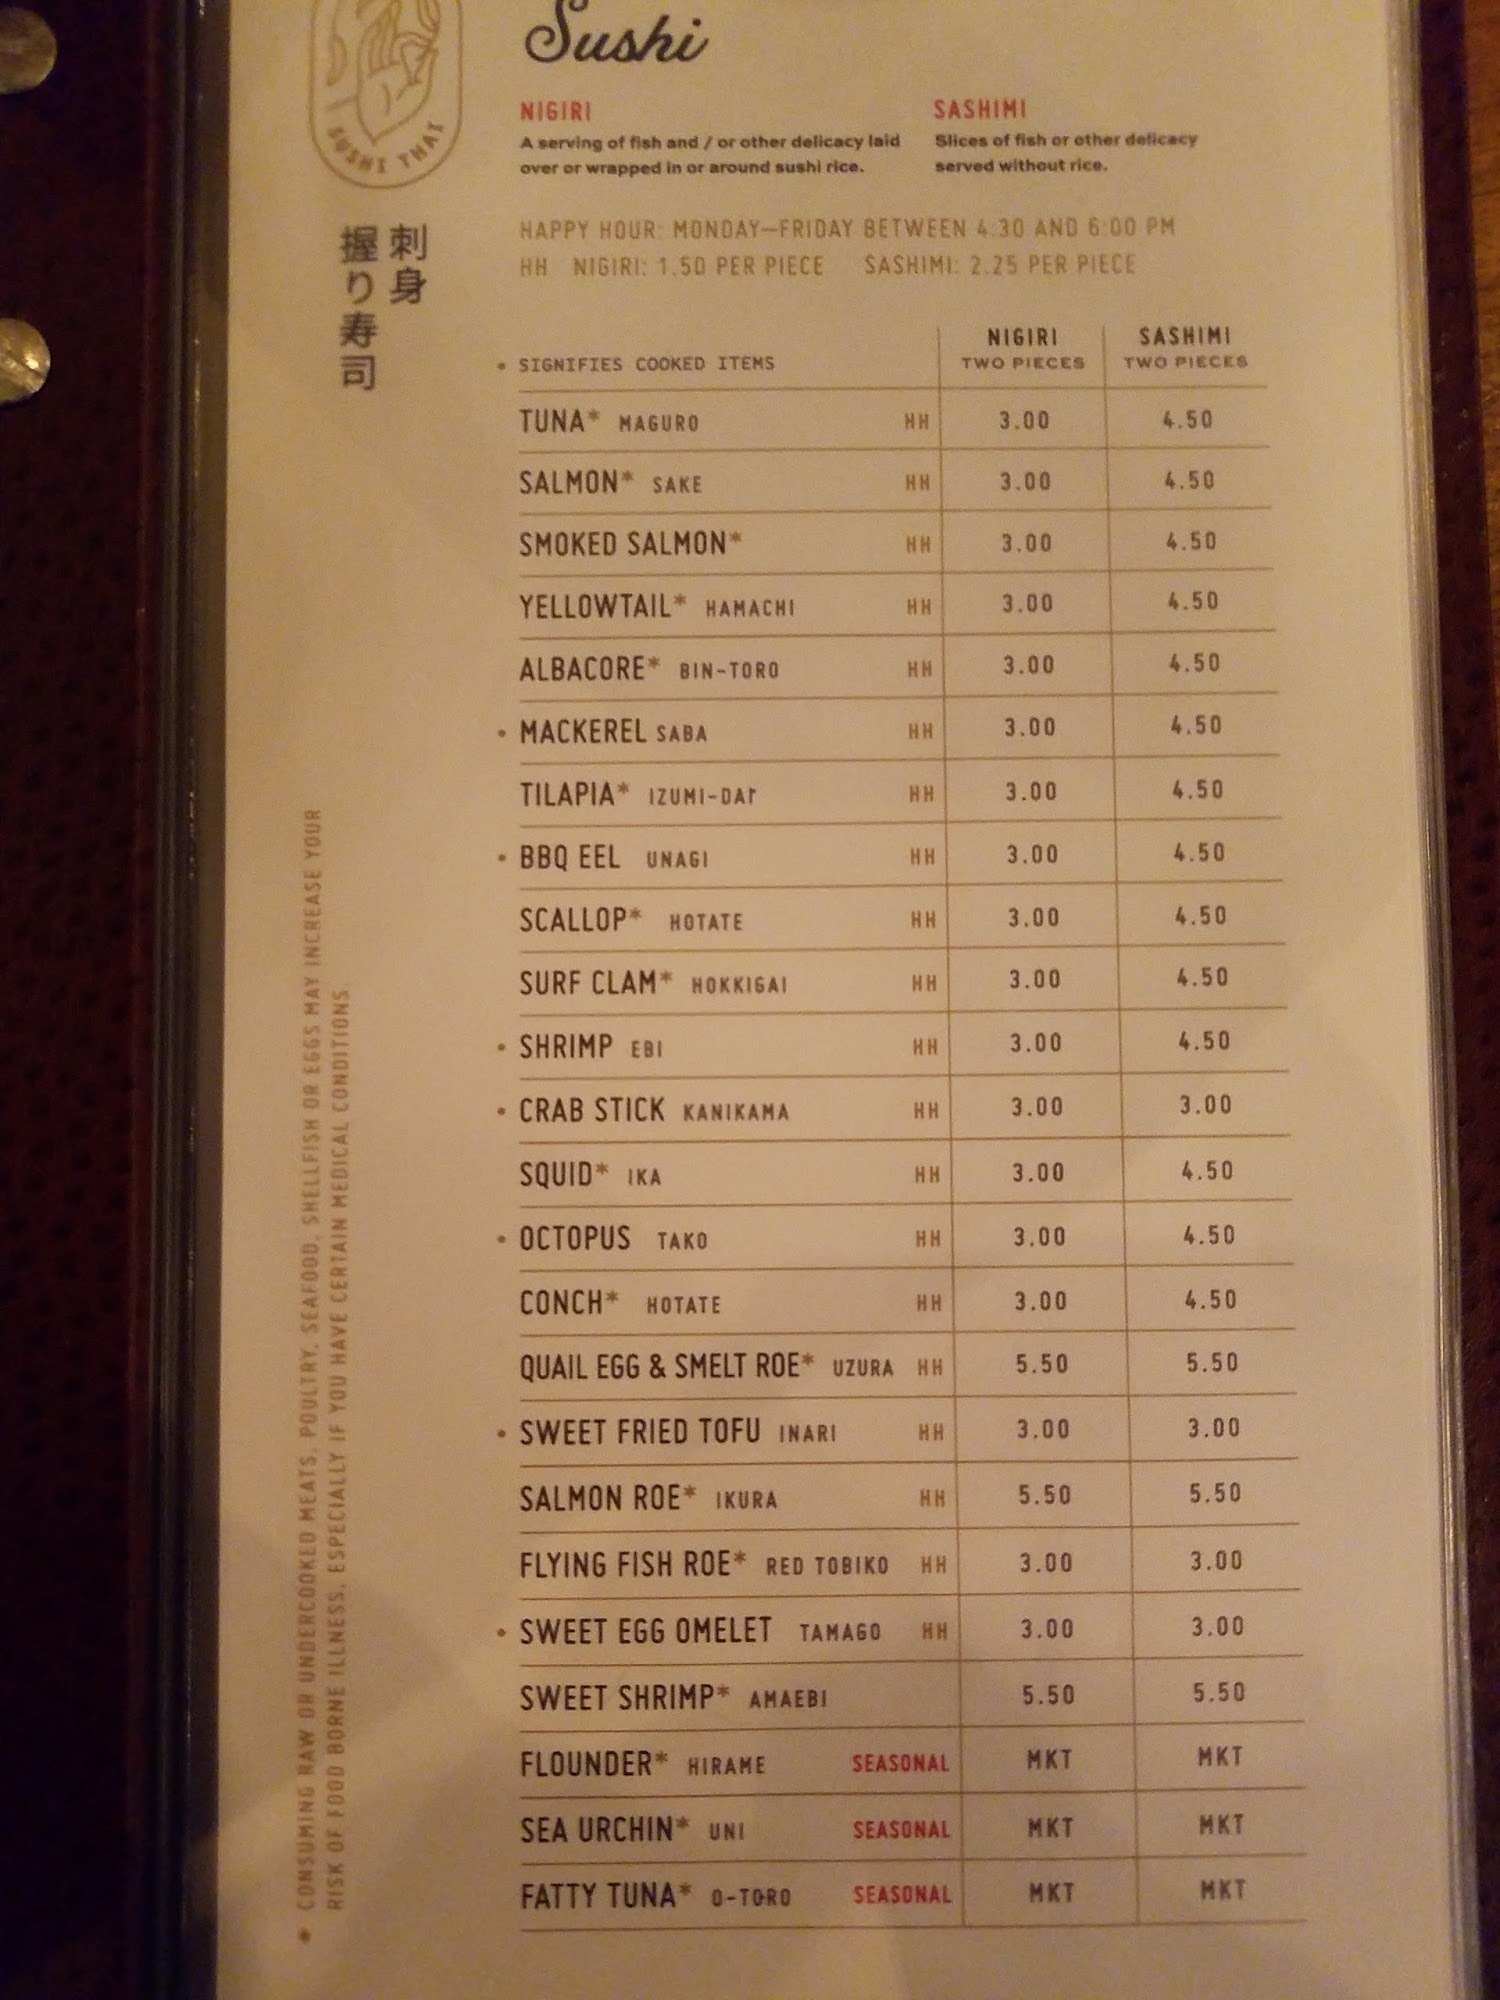 Sushi
SUSHI THAI
刺身
握り寿司
NIGIRI
A serving of fish and / or other delicacy laid
over or wrapped in or around sushi rice.
SASHIMI
Slices of fish or other delicacy
served without rice.
HAPPY HOUR: MONDAY–FRIDAY BETWEEN 4:30 AND 6:00 PM
HH NIGIRI: 1.50 PER PIECE SASHIMI: 2.25 PER PIECE
• SIGNIFIES COOKED ITEMS
NIGIRI TWO PIECES
SASHIMI TWO PIECES
TUNA* MAGURO HH 3.00 4.50
SALMON* SAKE HH 3.00 4.50
SMOKED SALMON* HH 3.00 4.50
YELLOWTAIL* HAMACHI HH 3.00 4.50
ALBACORE* BIN-TORO HH 3.00 4.50
• MACKEREL SABA HH 3.00 4.50
TILAPIA* IZUMI-DAI HH 3.00 4.50
• BBQ EEL UNAGI HH 3.00 4.50
SCALLOP* HOTATE HH 3.00 4.50
SURF CLAM* HOKKIGAI HH 3.00 4.50
• SHRIMP EBI HH 3.00 4.50
• CRAB STICK KANIKAMA HH 3.00 3.00
SQUID* IKA HH 3.00 4.50
• OCTOPUS TAKO HH 3.00 4.50
CONCH* HOTATE HH 3.00 4.50
QUAIL EGG & SMELT ROE* UZURA HH 5.50 5.50
• SWEET FRIED TOFU INARI HH 3.00 3.00
SALMON ROE* IKURA HH 5.50 5.50
FLYING FISH ROE* RED TOBIKO HH 3.00 3.00
• SWEET EGG OMELET TAMAGO HH 3.00 3.00
SWEET SHRIMP* AMAEBI 5.50 5.50
FLOUNDER* HIRAME SEASONAL MKT MKT
SEA URCHIN* UNI SEASONAL MKT MKT
FATTY TUNA* O-TORO SEASONAL MKT MKT
* CONSUMING RAW OR UNDERCOOKED MEATS, POULTRY, SEAFOOD, SHELLFISH OR EGGS MAY INCREASE YOUR
RISK OF FOOD BORNE ILLNESS, ESPECIALLY IF YOU HAVE CERTAIN MEDICAL CONDITIONS.